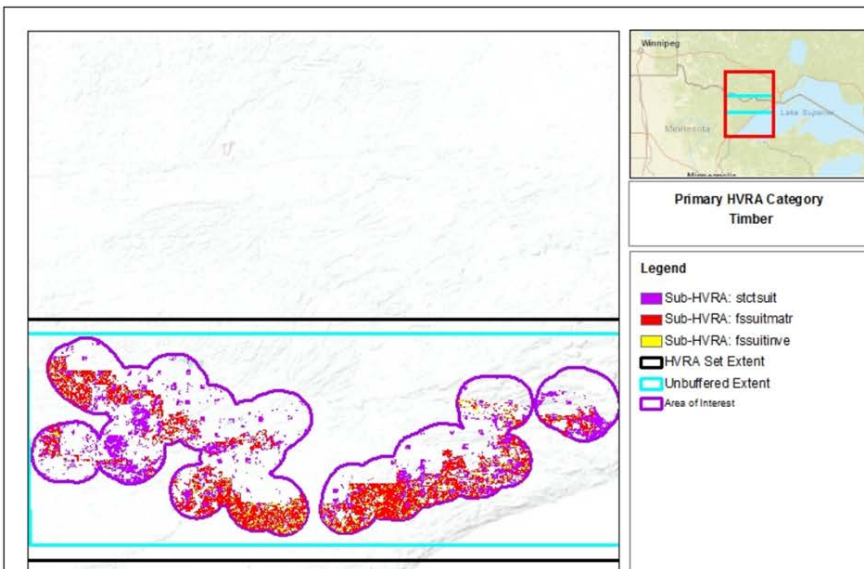 Winnipeg
Minnesota
Lake Superior
Minneapolis
Primary HVRA Category
Timber
Legend
Sub-HVRA: stctsuit
Sub-HVRA: fssuitmatr
Sub-HVRA: fssuitinve
HVRA Set Extent
Unbuffered Extent
Area of Interest